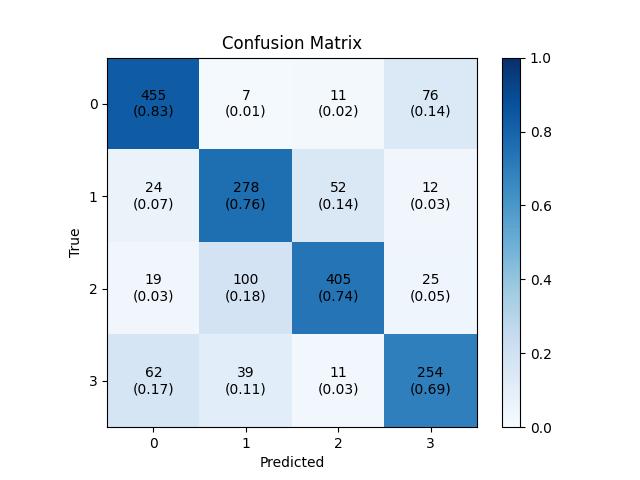 Confusion Matrix
1.0
0 455 7 11 76
(0.83) (0.01) (0.02) (0.14)
0.8
1 24 278 52 12
(0.07) (0.76) (0.14) (0.03)
0.6
True
0.4
2 19 100 405 25
(0.03) (0.18) (0.74) (0.05)
0.2
3 62 39 11 254
(0.17) (0.11) (0.03) (0.69)
0.0
0 1 2 3
Predicted